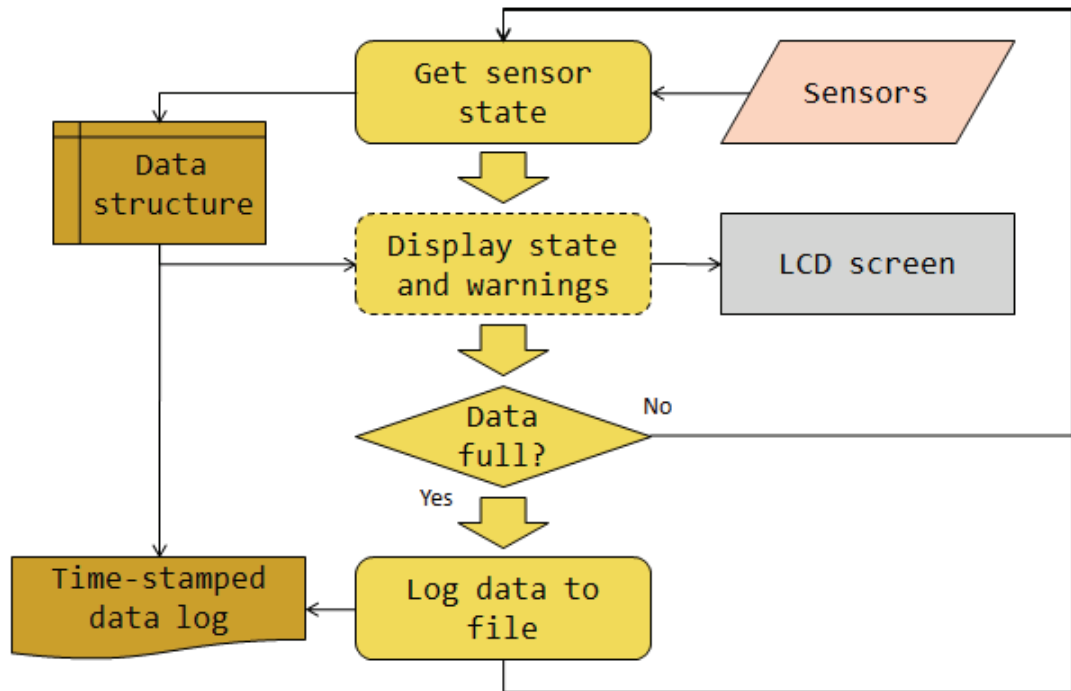 Get sensor
state
Sensors
Data
structure
Display state
and warnings
LCD screen
Data
full?
No
Yes
Time-stamped
data log
Log data to
file